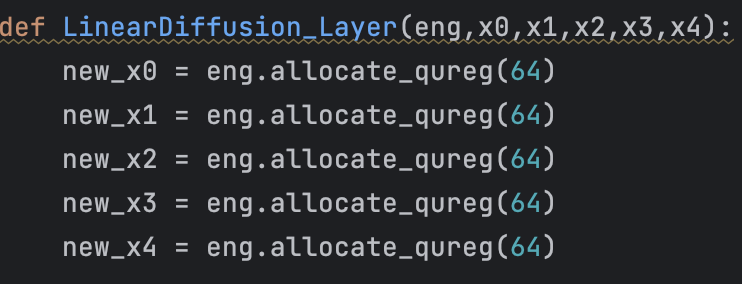 def LinearDiffusion_Layer(eng,x0,x1,x2,x3,x4):
    new_x0 = eng.allocate_qureg(64)
    new_x1 = eng.allocate_qureg(64)
    new_x2 = eng.allocate_qureg(64)
    new_x3 = eng.allocate_qureg(64)
    new_x4 = eng.allocate_qureg(64)